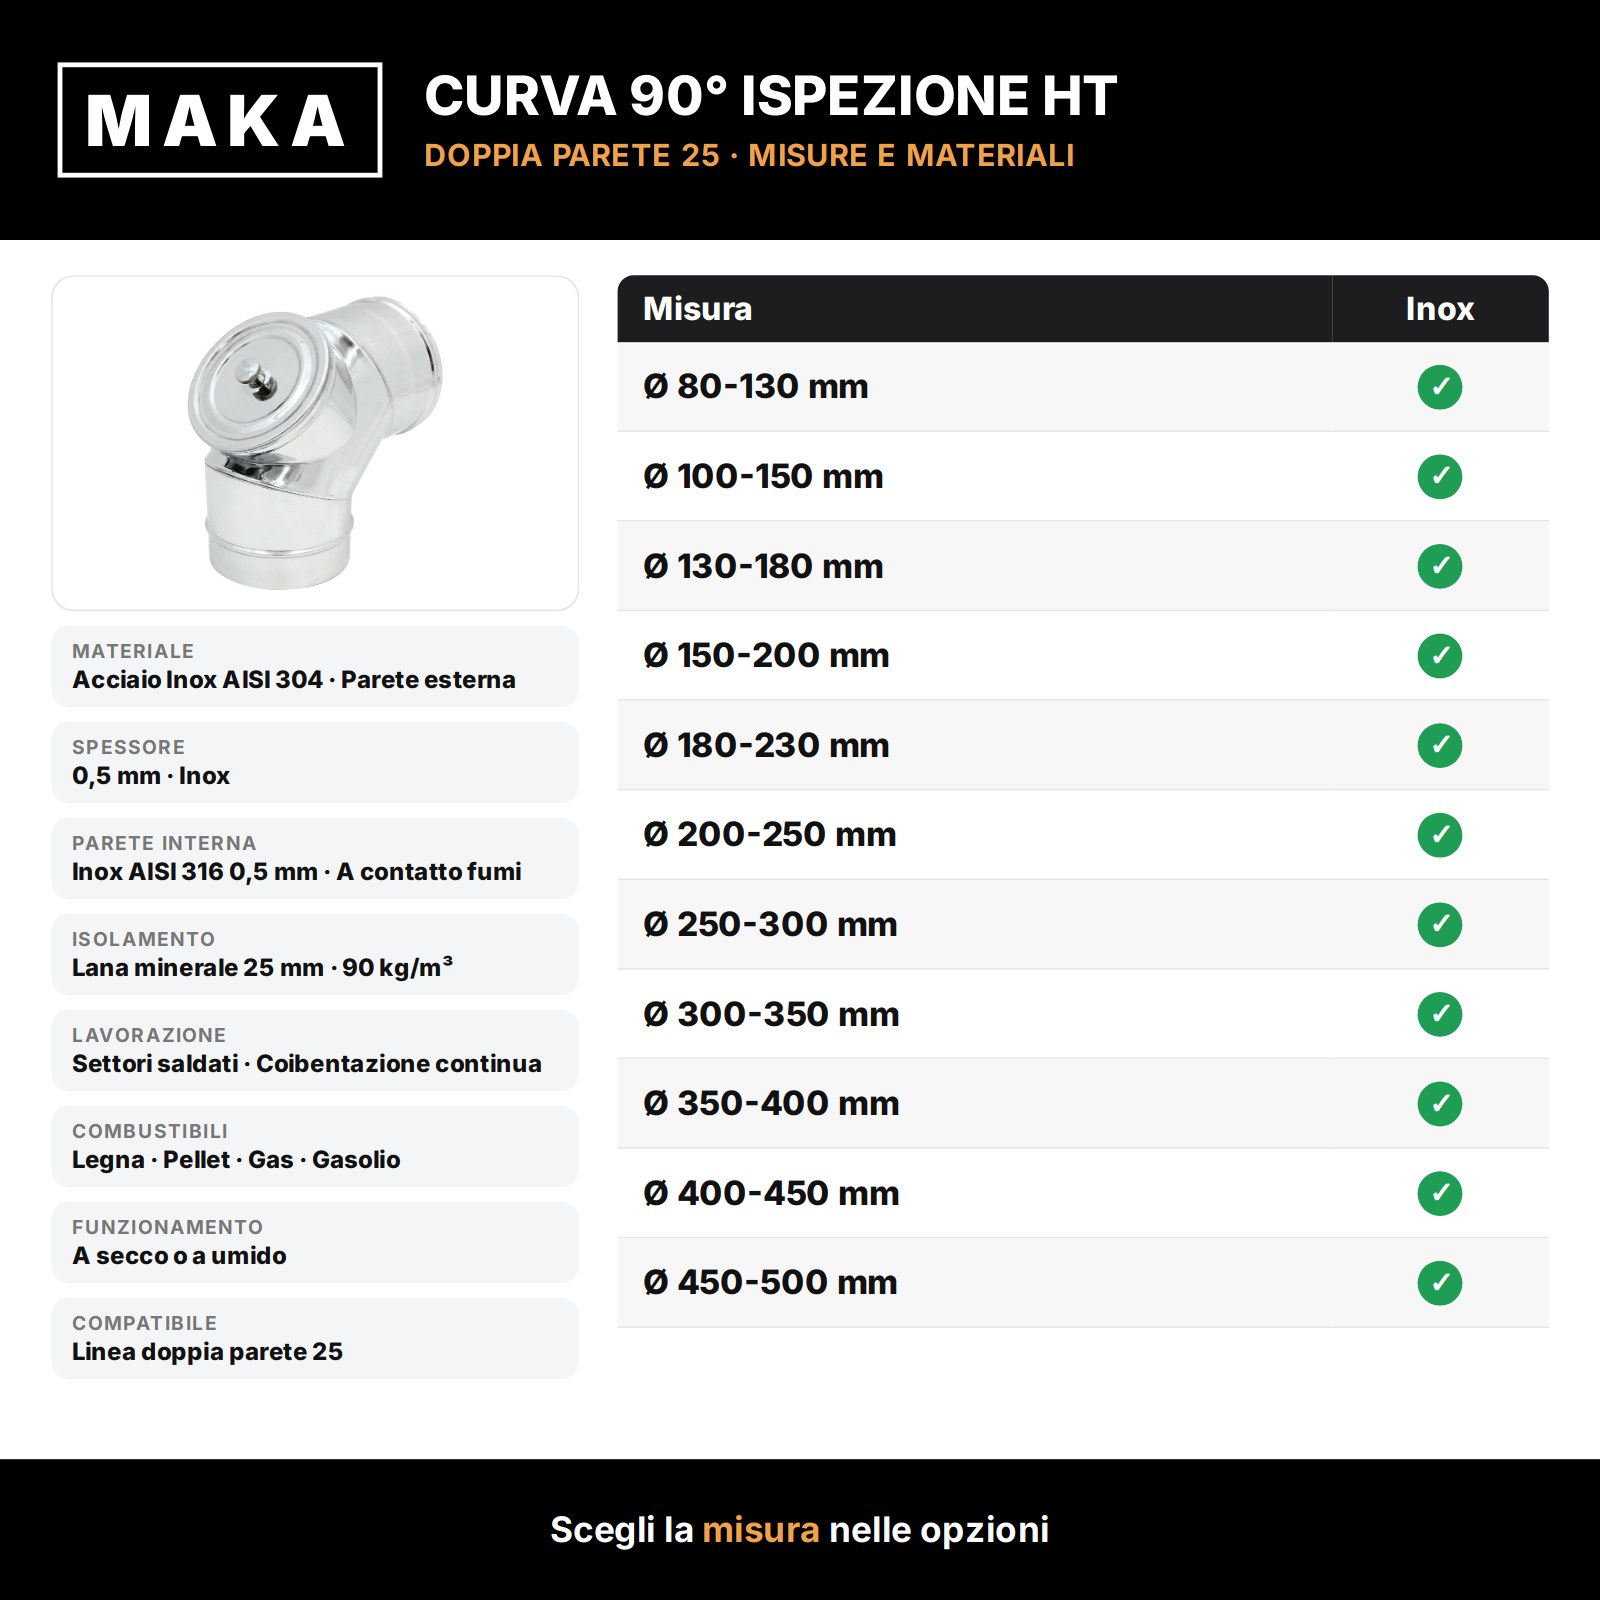 MAKA
CURVA 90° ISPEZIONE HT
DOPPIA PARETE 25 · MISURE E MATERIALI
MATERIALE
Acciaio Inox AISI 304 · Parete esterna
SPESSORE
0,5 mm · Inox
PARETE INTERNA
Inox AISI 316 0,5 mm · A contatto fumi
ISOLAMENTO
Lana minerale 25 mm · 90 kg/m³
LAVORAZIONE
Settori saldati · Coibentazione continua
COMBUSTIBILI
Legna · Pellet · Gas · Gasolio
FUNZIONAMENTO
A secco o a umido
COMPATIBILE
Linea doppia parete 25
Misura Inox
Ø 80-130 mm ✓
Ø 100-150 mm ✓
Ø 130-180 mm ✓
Ø 150-200 mm ✓
Ø 180-230 mm ✓
Ø 200-250 mm ✓
Ø 250-300 mm ✓
Ø 300-350 mm ✓
Ø 350-400 mm ✓
Ø 400-450 mm ✓
Ø 450-500 mm ✓
Scegli la misura nelle opzioni